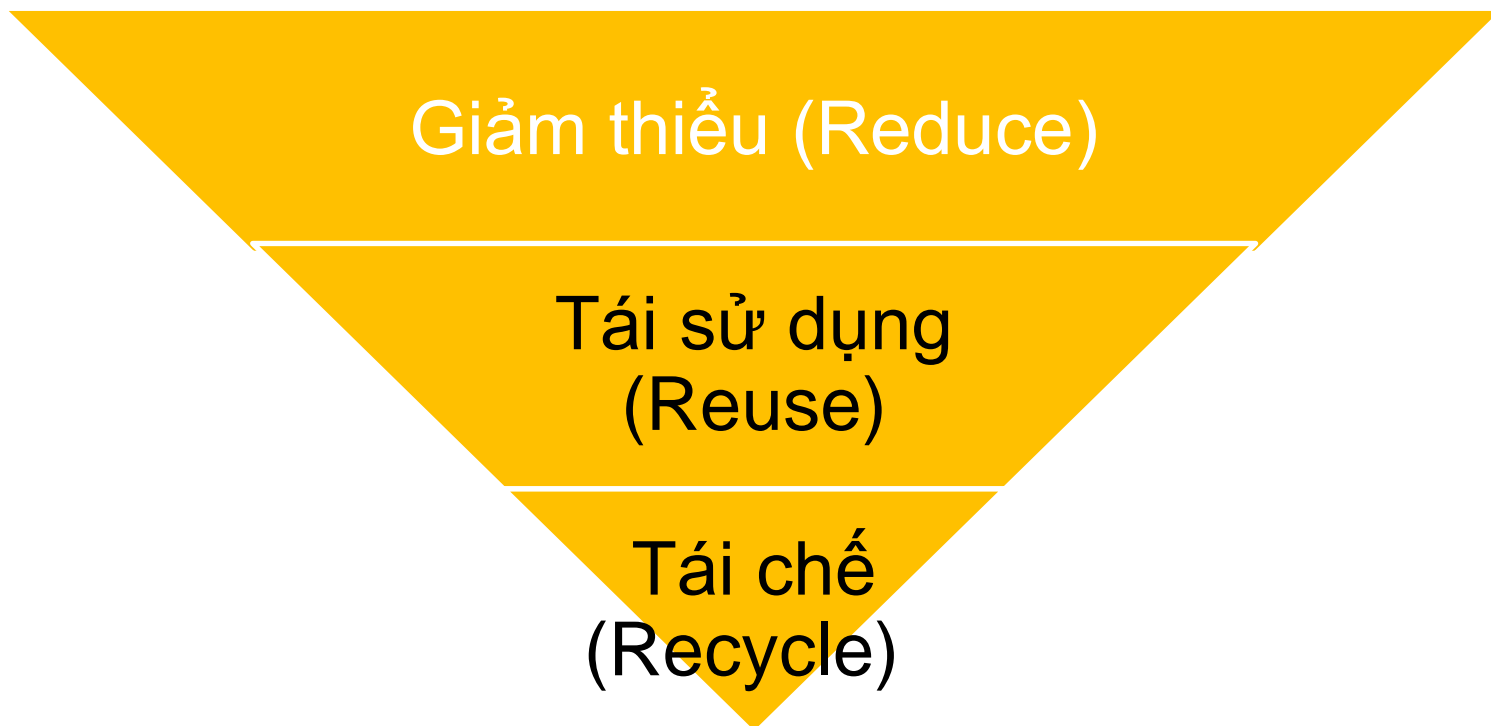 Giảm thiểu (Reduce)
Tái sử dụng
(Reuse)
Tái chế
(Recycle)